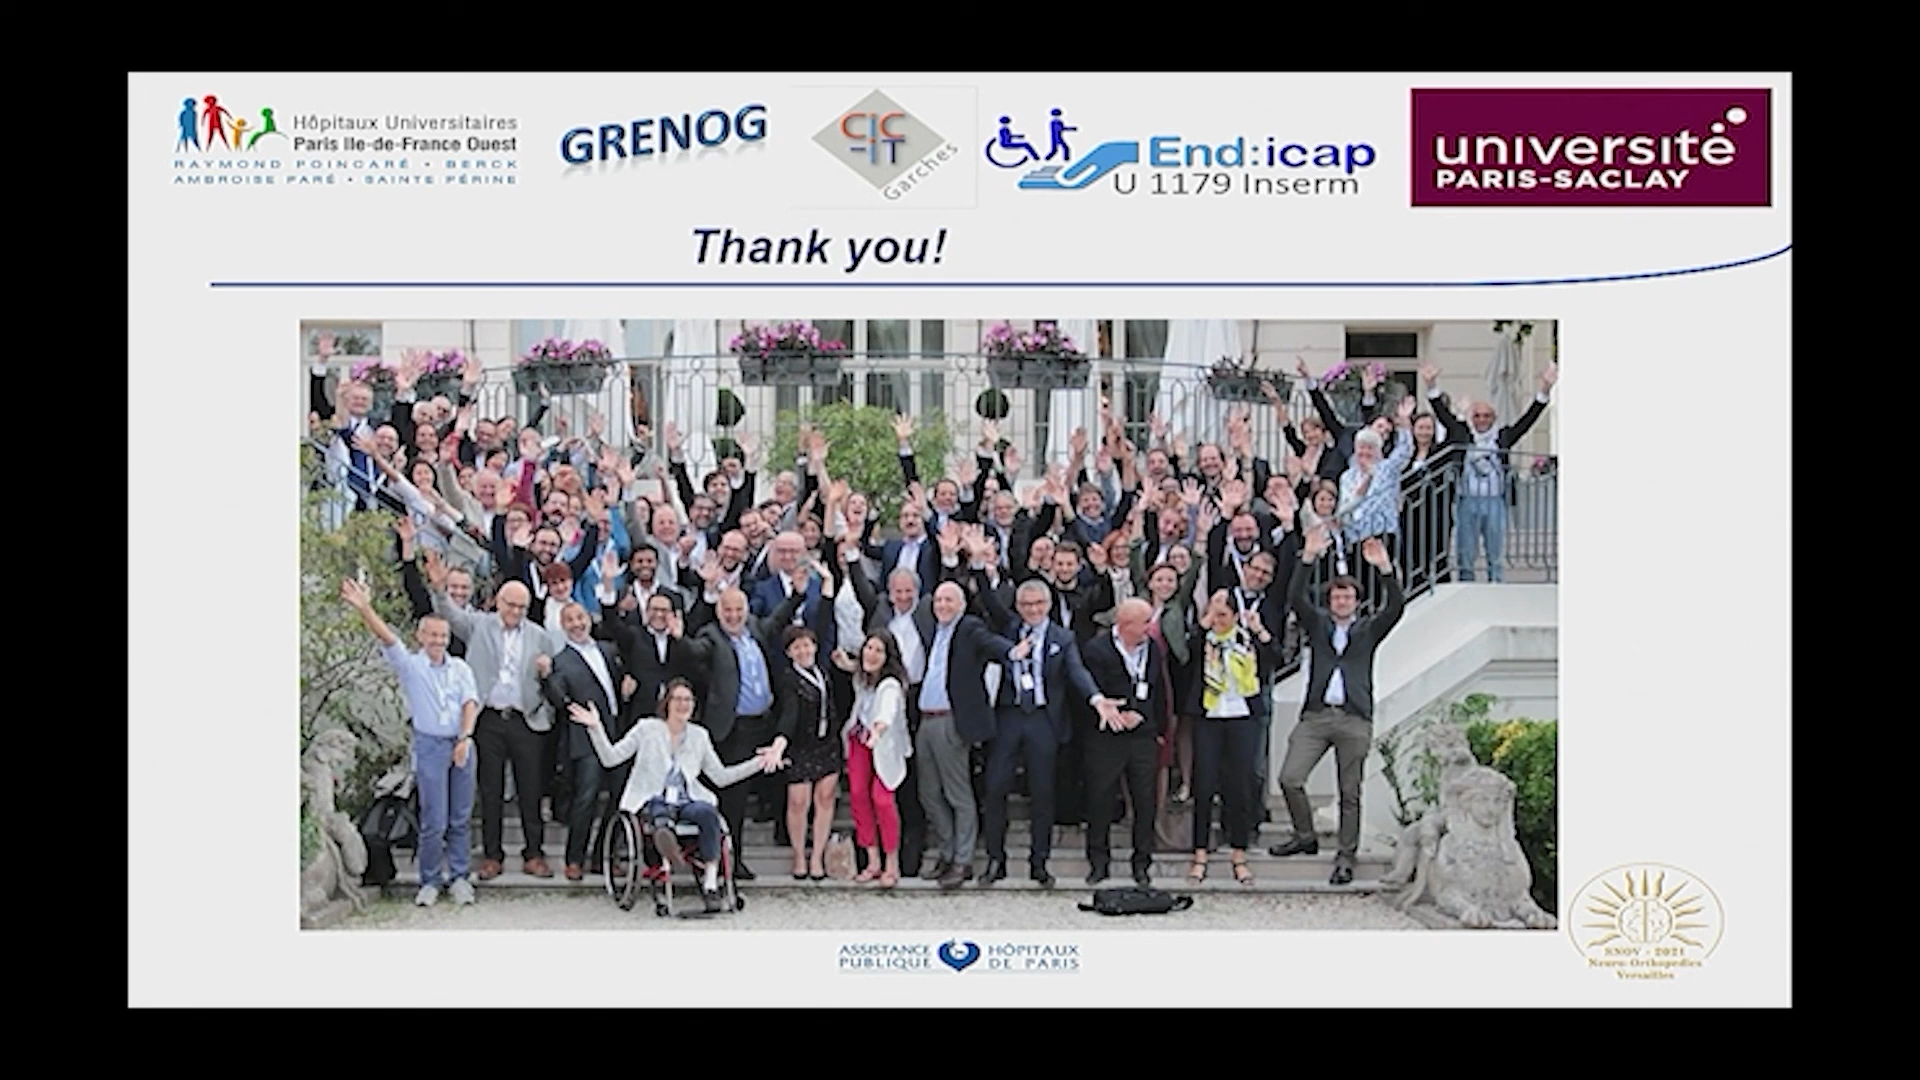 Hôpitaux Universitaires
Paris Ile-de-France Ouest
RAYMOND POINCARÉ • BERCK
AMBROISE PARÉ • SAINTE PÉRINE
GRENOG
CIC
-IT
Garches
End:icap
U 1179 Inserm
université
PARIS-SACLAY
Thank you!
ASSISTANCE
PUBLIQUE
HÔPITAUX
DE PARIS
SNOV - 2021
Neuro-Orthopedics
Versailles